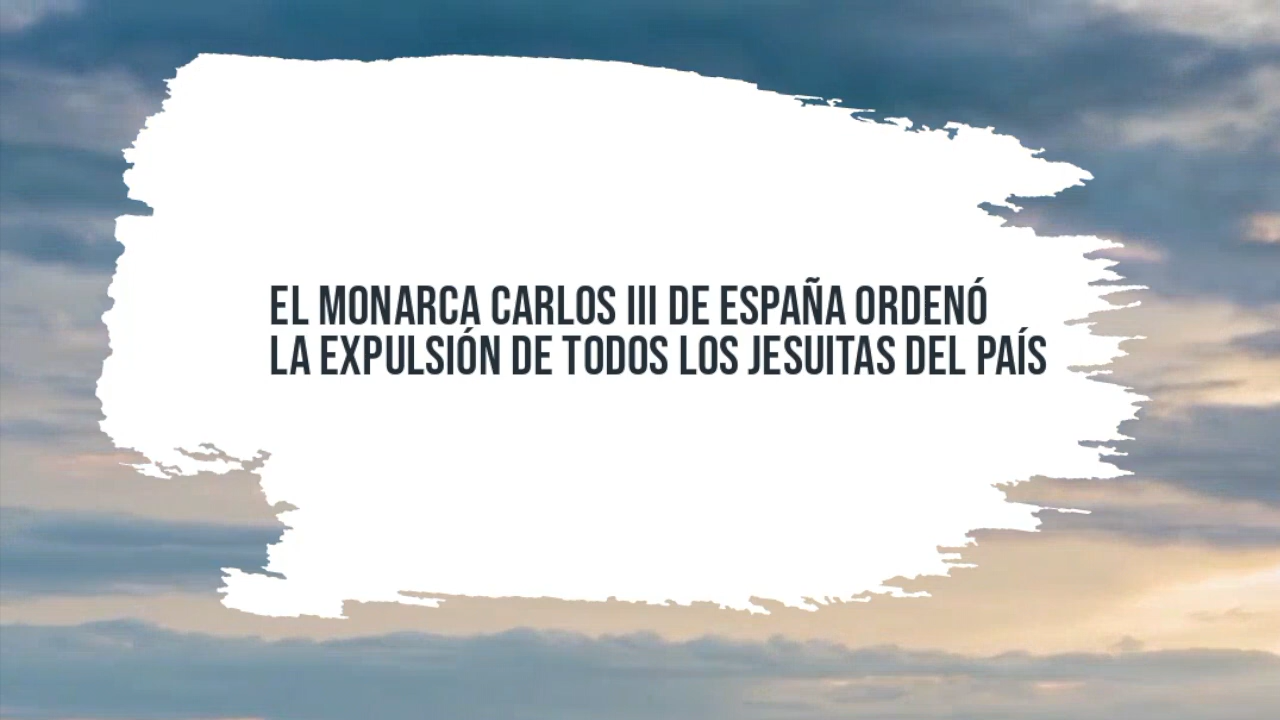 EL MONARCA CARLOS III DE ESPAÑA ORDENÓ
LA EXPULSIÓN DE TODOS LOS JESUITAS DEL PAÍS